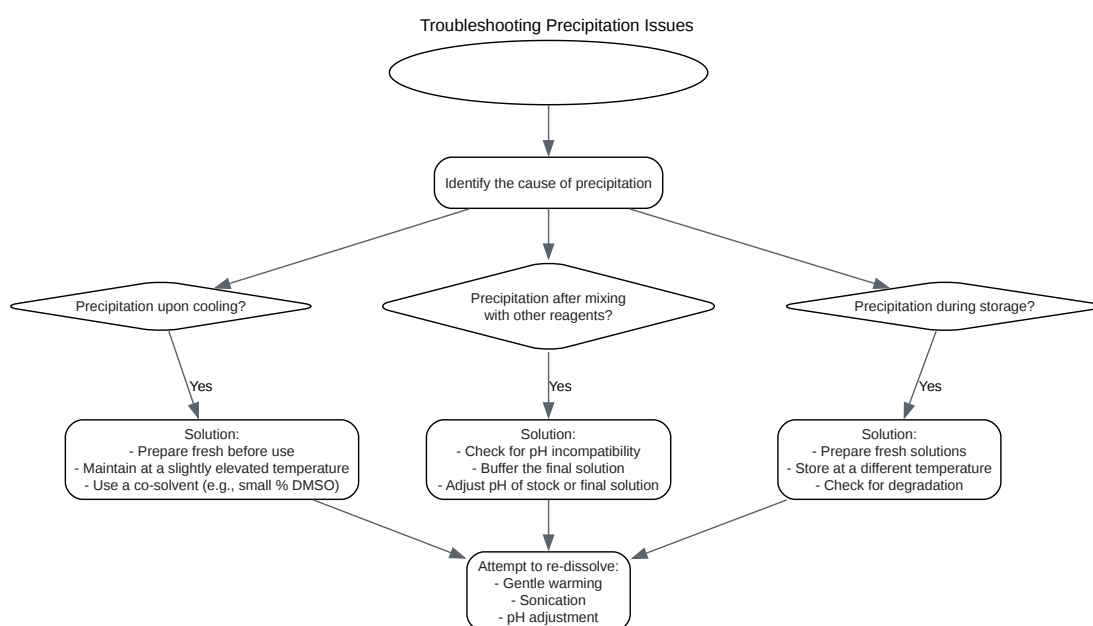 Troubleshooting Precipitation Issues
Identify the cause of precipitation
Precipitation upon cooling?
Precipitation after mixing
with other reagents?
Precipitation during storage?
Yes
Yes
Yes
Solution:
- Prepare fresh before use
- Maintain at a slightly elevated temperature
- Use a co-solvent (e.g., small % DMSO)
Solution:
- Check for pH incompatibility
- Buffer the final solution
- Adjust pH of stock or final solution
Solution:
- Prepare fresh solutions
- Store at a different temperature
- Check for degradation
Attempt to re-dissolve:
- Gentle warming
- Sonication
- pH adjustment